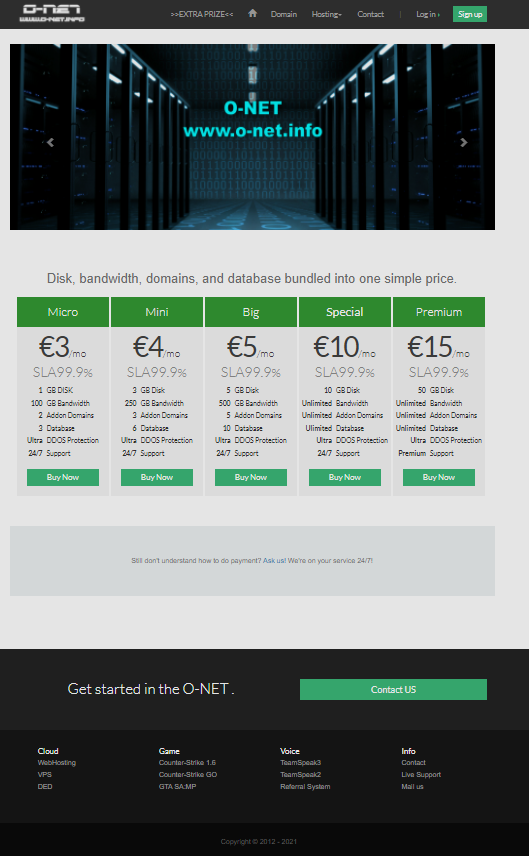 O-NET
WWW.O-NET.INFO
>>EXTRA PRIZE<< Domain Hosting Contact | Log in › Sign up
O-NET
www.o-net.info
Disk, bandwidth, domains, and database bundled into one simple price.
Micro Mini Big Special Premium
€3/mo €4/mo €5/mo €10/mo €15/mo
SLA99.9% SLA99.9% SLA99.9% SLA99.9% SLA99.9%
1 GB DISK 3 GB Disk 5 GB Disk 10 GB Disk 50 GB Disk
100 GB Bandwidth 250 GB Bandwidth 500 GB Bandwidth Unlimited Bandwidth Unlimited Bandwidth
2 Addon Domains 3 Addon Domains 5 Addon Domains Unlimited Addon Domains Unlimited Addon Domains
3 Database 6 Database 10 Database Unlimited Database Unlimited Database
Ultra DDOS Protection Ultra DDOS Protection Ultra DDOS Protection Ultra DDOS Protection Ultra DDOS Protection
24/7 Support 24/7 Support 24/7 Support 24/7 Support Premium Support
Buy Now Buy Now Buy Now Buy Now Buy Now
Still don't understand how to do payment? Ask us! We're on your service 24/7!
Get started in the O-NET . Contact US
Cloud Game Voice Info
WebHosting Counter-Strike 1.6 TeamSpeak3 Contact
VPS Counter-Strike GO TeamSpeak2 Live Support
DED GTA SA:MP Referral System Mail us
Copyright © 2012 - 2021